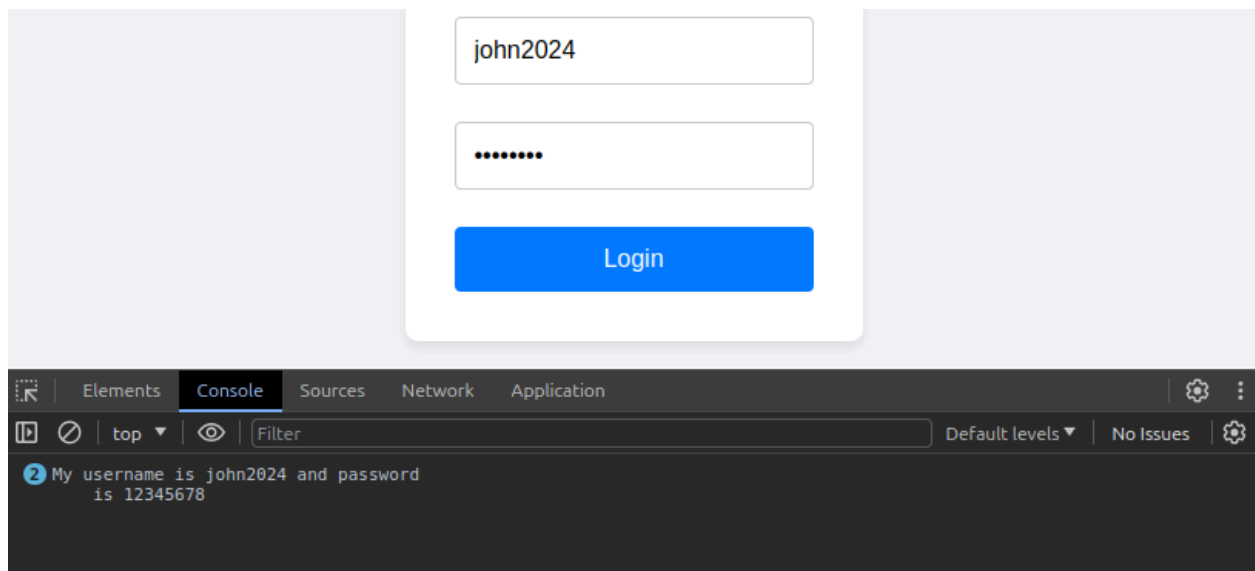 john2024
••••••••
Login
Elements Console Sources Network Application
top Filter Default levels No Issues
2 My username is john2024 and password
is 12345678